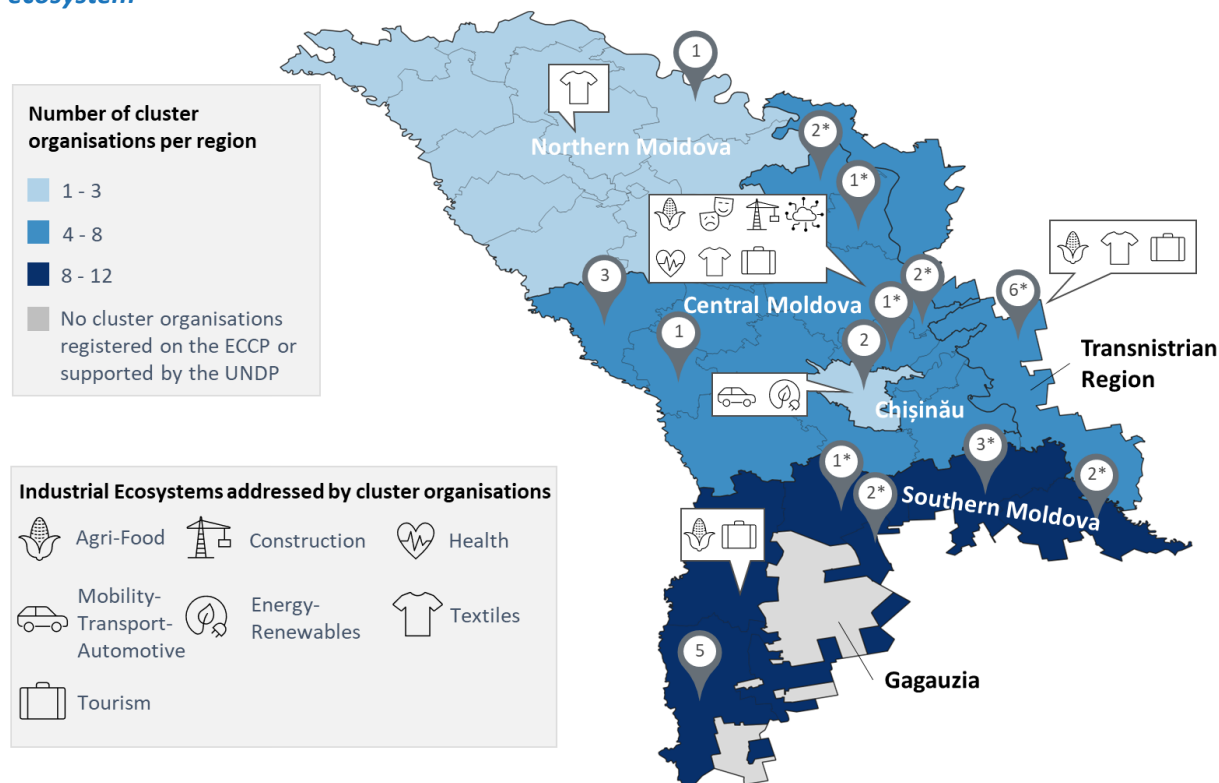 ecosystem
Number of cluster
organisations per region
1 - 3
4 - 8
8 - 12
No cluster organisations
registered on the ECCP or
supported by the UNDP
Industrial Ecosystems addressed by cluster organisations
Agri-Food
Construction
Health
Mobility-
Transport-
Automotive
Energy-
Renewables
Textiles
Tourism
1
Northern Moldova
2*
1*
3
Central Moldova
2*
1*
6*
1
2
Transnistrian
Region
Chișinău
1*
2*
3*
2*
Southern Moldova
5
Gagauzia